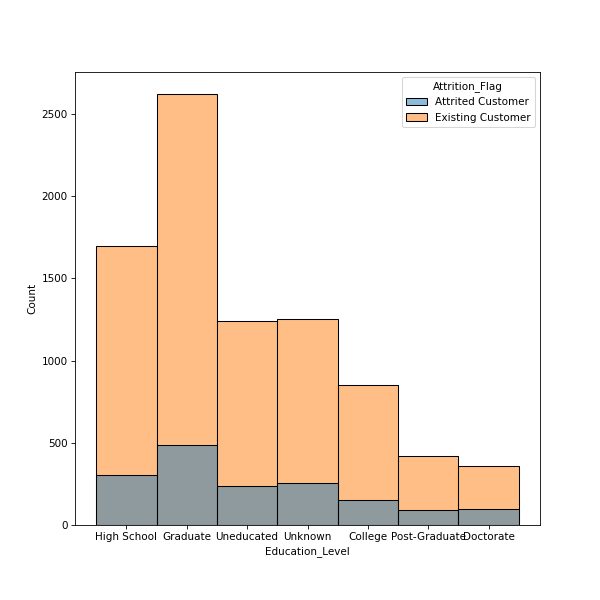 Attrition_Flag
Attrited Customer
Existing Customer
2500
2000
1500
1000
500
0
Count
High School Graduate Uneducated Unknown College Post-Graduate Doctorate
Education_Level